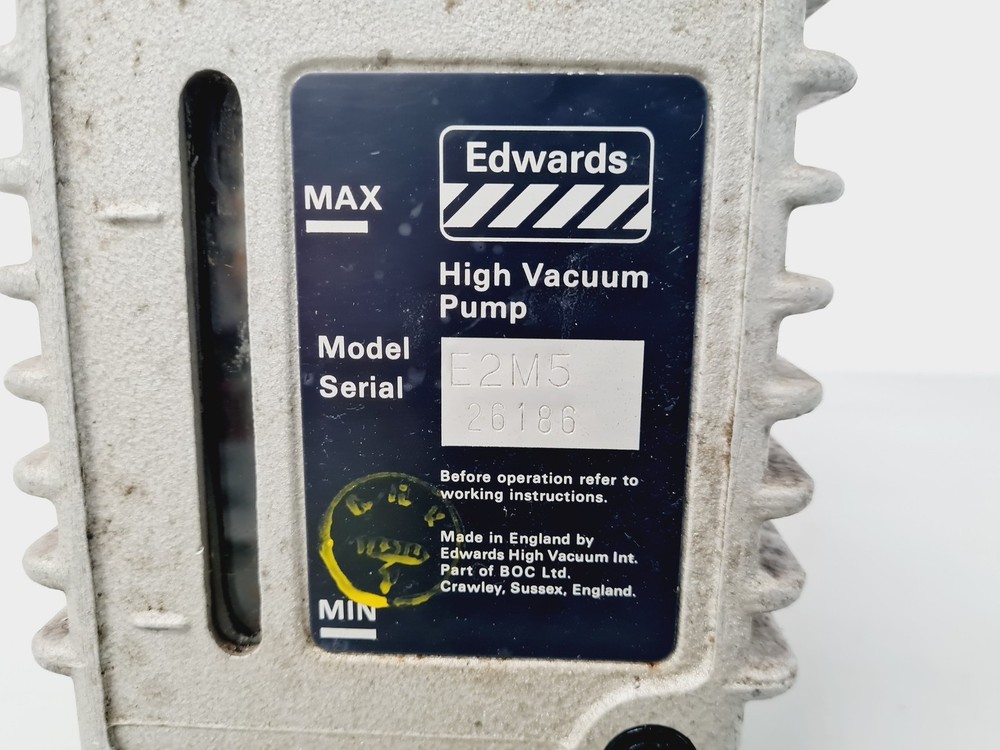 Edwards
MAX
High Vacuum
Pump
Model E2M5
Serial 26186
Before operation refer to
working instructions.
Made in England by
Edwards High Vacuum Int.
Part of BOC Ltd.
Crawley, Sussex, England.
MIN